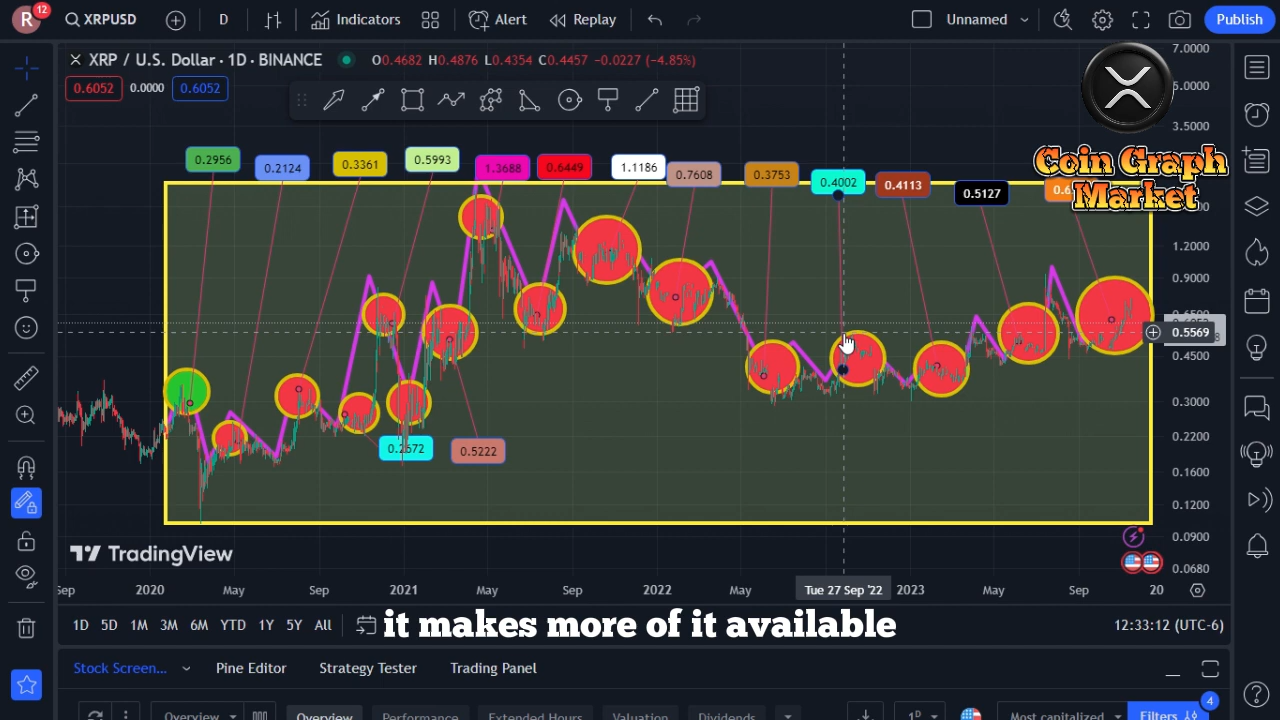 R 12 XRPUSD D Indicators Alert Replay Unnamed Publish
XRP / U.S. Dollar · 1D · BINANCE O0.4682 H0.4876 L0.4354 C0.4457 -0.0227 (-4.85%)
0.6052 0.0000 0.6052
7.0000
3.5000
Coin Graph
Market
0.2956 0.2124 0.3361 0.5993 1.3688 0.6449 1.1186 0.7608 0.3753 0.4002 0.4113 0.5127
1.2000
0.9000
0.5569
0.4500
0.3000
0.2200
0.2672 0.5222
0.1600
0.1200
0.0900
0.0680
TradingView
Sep 2020 May Sep 2021 May Sep 2022 May Tue 27 Sep '22 2023 May Sep 20
1D 5D 1M 3M 6M YTD 1Y 5Y All 12:33:12 (UTC-6)
it makes more of it available
Stock Screen... Pine Editor Strategy Tester Trading Panel
4
Overview Overview Performance Extended Hours Valuation Dividends 1D Most capitalized Filters